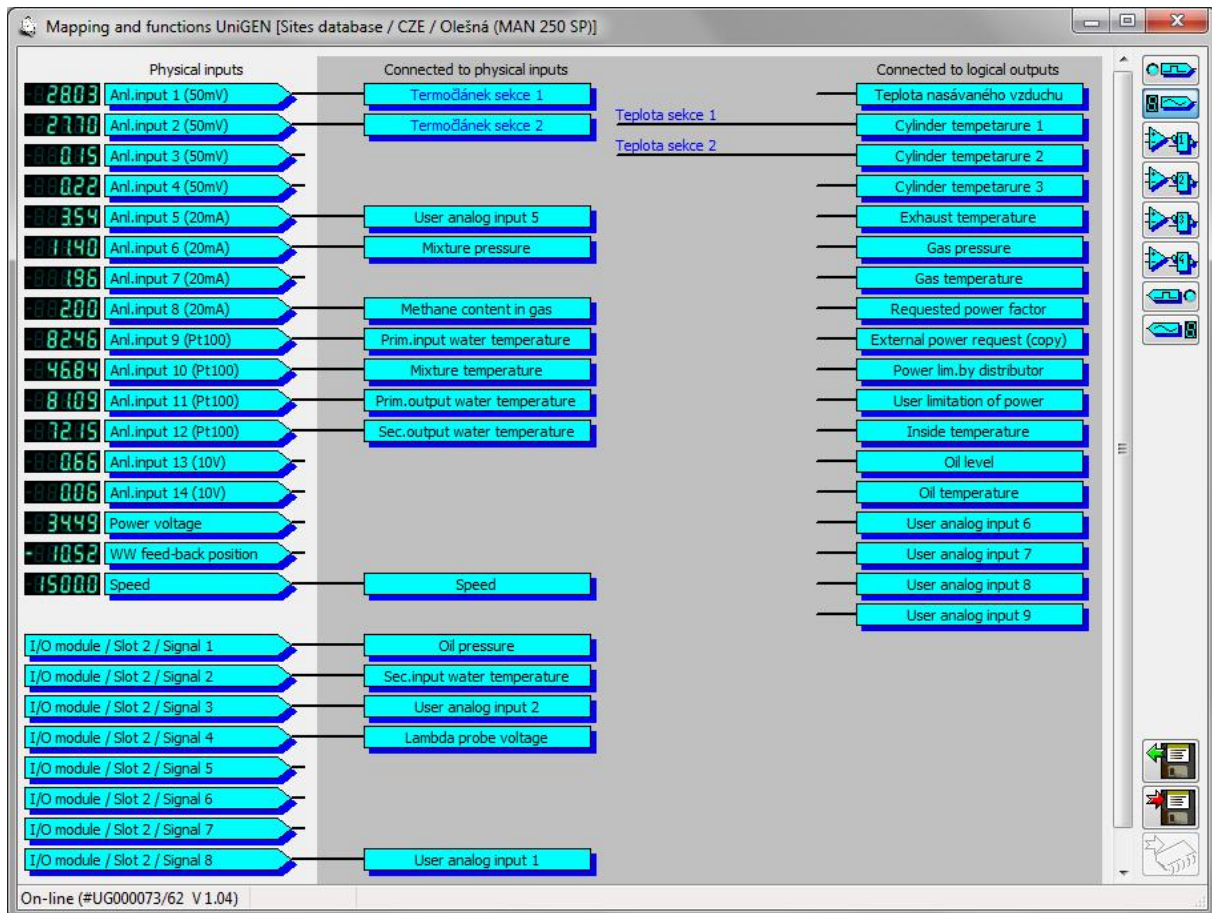 Mapping and functions UniGEN [Sites database / CZE / Olešná (MAN 250 SP)]
Physical inputs Connected to physical inputs Connected to logical outputs
28.03 Anl.input 1 (50mV) Termočlánek sekce 1 Teplota nasávaného vzduchu
27.70 Anl.input 2 (50mV) Termočlánek sekce 2 Teplota sekce 1 Cylinder tempetarure 1
0.15 Anl.input 3 (50mV) Teplota sekce 2 Cylinder tempetarure 2
0.22 Anl.input 4 (50mV) Cylinder tempetarure 3
3.54 Anl.input 5 (20mA) User analog input 5 Exhaust temperature
11.40 Anl.input 6 (20mA) Mixture pressure Gas pressure
1.96 Anl.input 7 (20mA) Gas temperature
2.00 Anl.input 8 (20mA) Methane content in gas Requested power factor
82.46 Anl.input 9 (Pt100) Prim.input water temperature External power request (copy)
46.84 Anl.input 10 (Pt100) Mixture temperature Power lim.by distributor
81.09 Anl.input 11 (Pt100) Prim.output water temperature User limitation of power
72.15 Anl.input 12 (Pt100) Sec.output water temperature Inside temperature
0.66 Anl.input 13 (10V) Oil level
0.06 Anl.input 14 (10V) Oil temperature
34.49 Power voltage User analog input 6
-10.52 WW feed-back position User analog input 7
1500.0 Speed Speed User analog input 8
User analog input 9
I/O module / Slot 2 / Signal 1 Oil pressure
I/O module / Slot 2 / Signal 2 Sec.input water temperature
I/O module / Slot 2 / Signal 3 User analog input 2
I/O module / Slot 2 / Signal 4 Lambda probe voltage
I/O module / Slot 2 / Signal 5
I/O module / Slot 2 / Signal 6
I/O module / Slot 2 / Signal 7
I/O module / Slot 2 / Signal 8 User analog input 1
On-line (#UG000073/62 V 1.04)
1
2
3
4